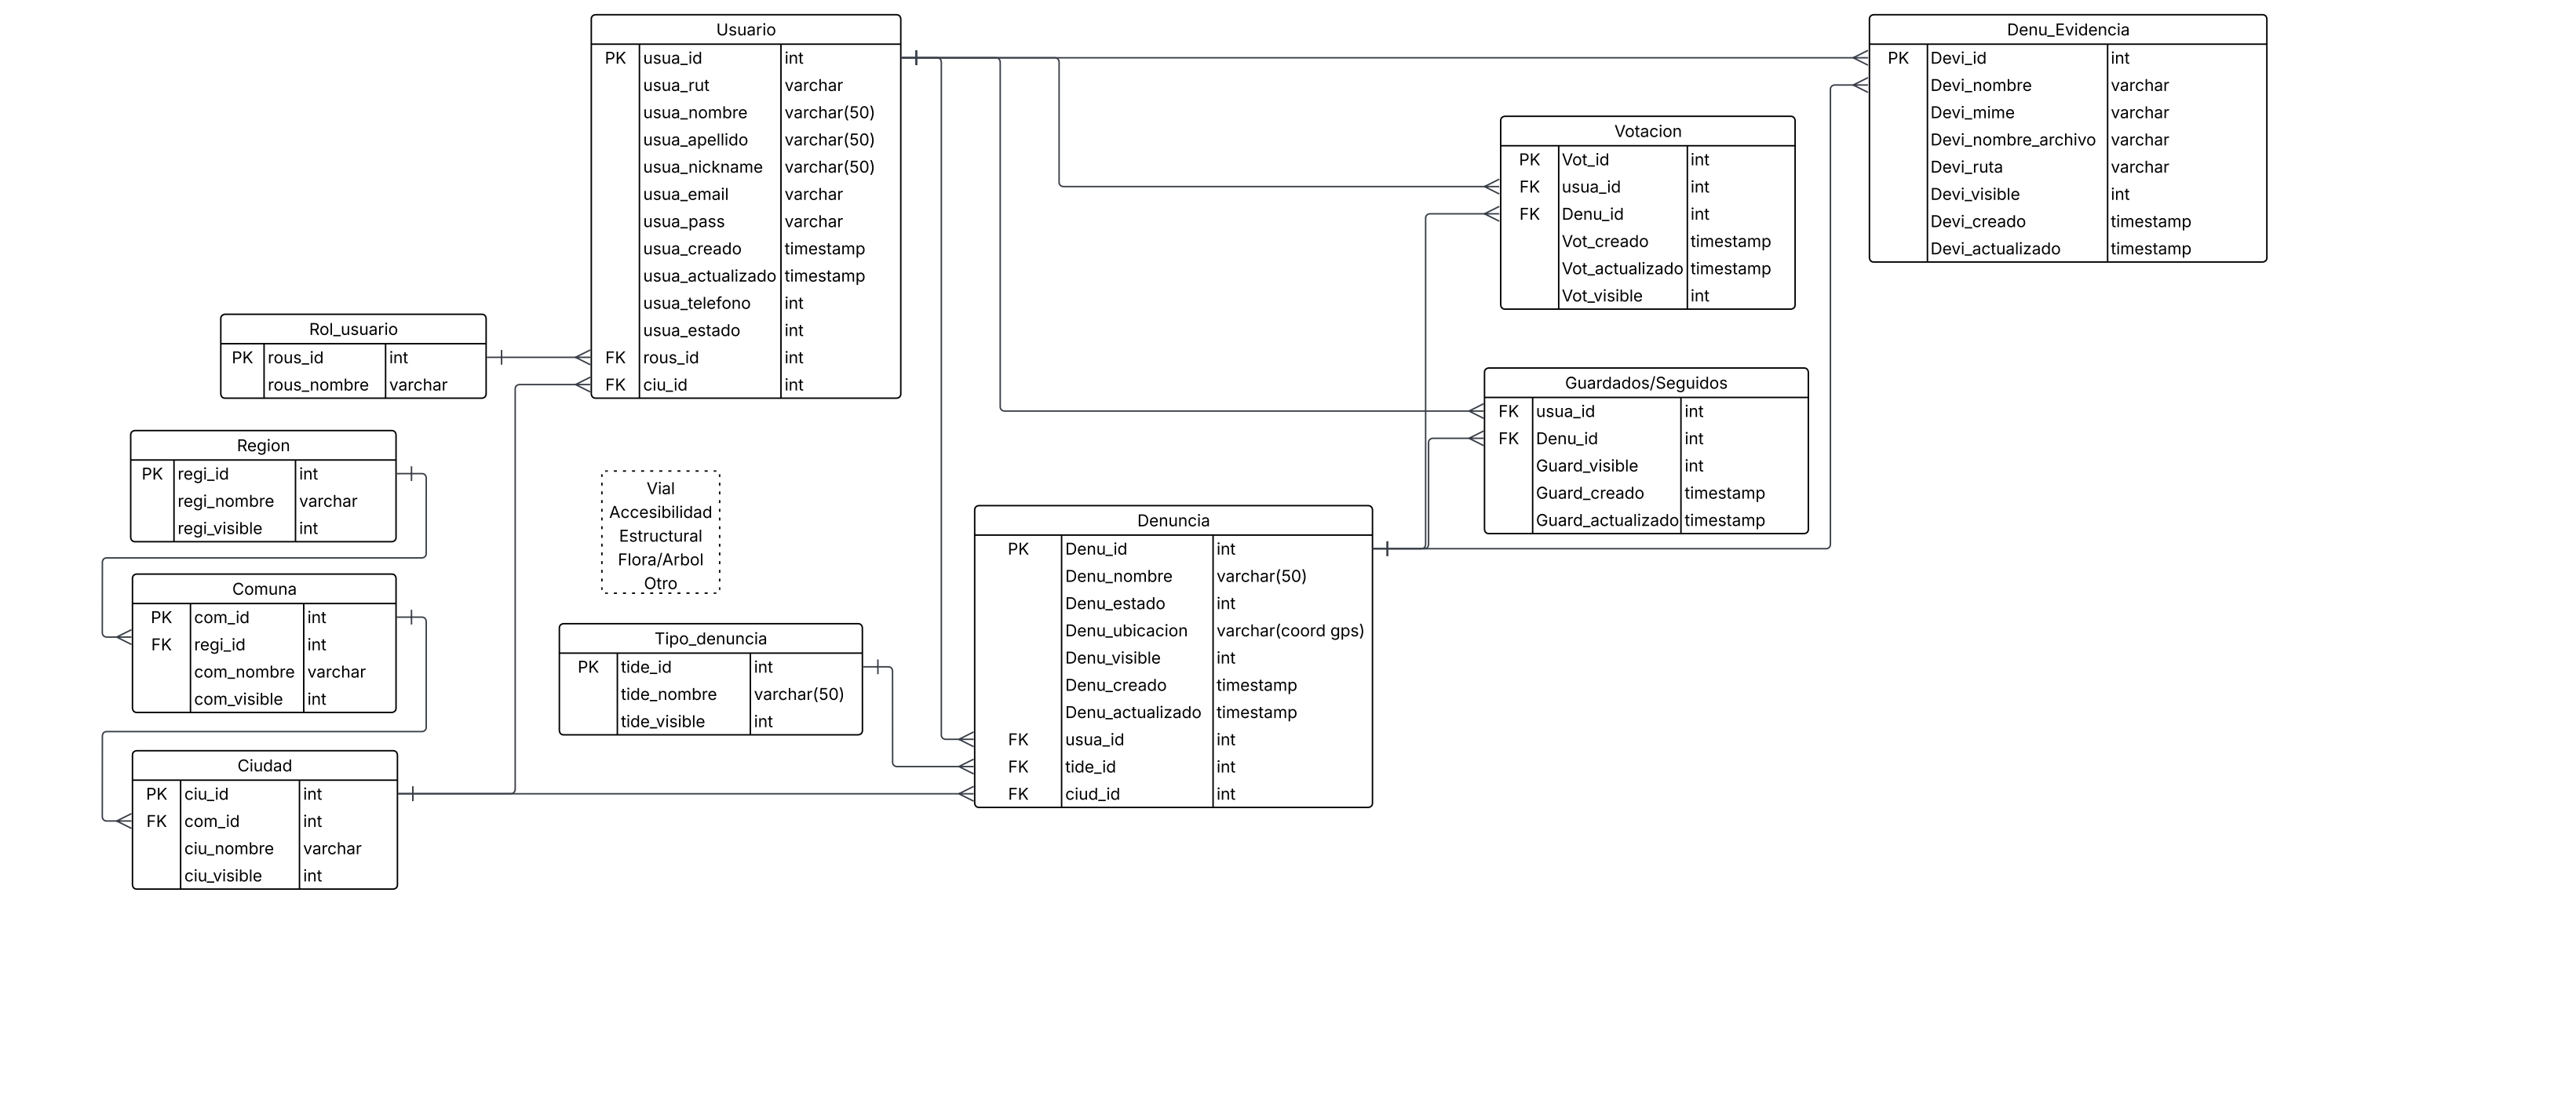 Usuario
PK usua_id int
usua_rut varchar
usua_nombre varchar(50)
usua_apellido varchar(50)
usua_nickname varchar(50)
usua_email varchar
usua_pass varchar
usua_creado timestamp
usua_actualizado timestamp
usua_telefono int
usua_estado int
FK rous_id int
FK ciu_id int
Denu_Evidencia
PK Devi_id int
Devi_nombre varchar
Devi_mime varchar
Devi_nombre_archivo varchar
Devi_ruta varchar
Devi_visible int
Devi_creado timestamp
Devi_actualizado timestamp
Votacion
PK Vot_id int
FK usua_id int
FK Denu_id int
Vot_creado timestamp
Vot_actualizado timestamp
Vot_visible int
Rol_usuario
PK rous_id int
rous_nombre varchar
Guardados/Seguidos
FK usua_id int
FK Denu_id int
Guard_visible int
Guard_creado timestamp
Guard_actualizado timestamp
Region
PK regi_id int
regi_nombre varchar
regi_visible int
Vial
Accesibilidad
Estructural
Flora/Arbol
Otro
Denuncia
PK Denu_id int
Denu_nombre varchar(50)
Denu_estado int
Denu_ubicacion varchar(coord gps)
Denu_visible int
Denu_creado timestamp
Denu_actualizado timestamp
FK usua_id int
FK tide_id int
FK ciud_id int
Comuna
PK com_id int
FK regi_id int
com_nombre varchar
com_visible int
Tipo_denuncia
PK tide_id int
tide_nombre varchar(50)
tide_visible int
Ciudad
PK ciu_id int
FK com_id int
ciu_nombre varchar
ciu_visible int